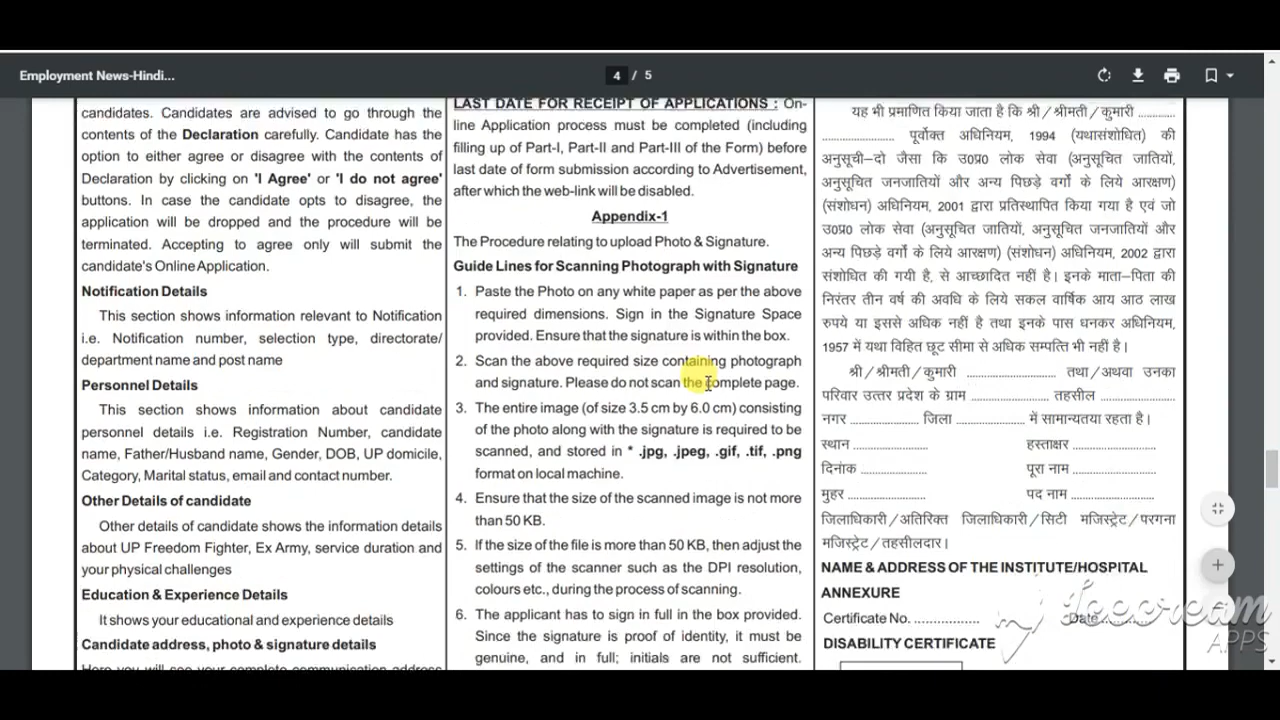 Employment News-Hindi...
4 / 5
candidates. Candidates are advised to go through the
contents of the Declaration carefully. Candidate has the
option to either agree or disagree with the contents of
Declaration by clicking on 'I Agree' or 'I do not agree'
buttons. In case the candidate opts to disagree, the
application will be dropped and the procedure will be
terminated. Accepting to agree only will submit the
candidate's Online Application.
Notification Details
This section shows information relevant to Notification
i.e. Notification number, selection type, directorate/
department name and post name
Personnel Details
This section shows information about candidate
personnel details i.e. Registration Number, candidate
name, Father/Husband name, Gender, DOB, UP domicile,
Category, Marital status, email and contact number.
Other Details of candidate
Other details of candidate shows the information details
about UP Freedom Fighter, Ex Army, service duration and
your physical challenges
Education & Experience Details
It shows your educational and experience details
Candidate address, photo & signature details
Here you will see your complete communication address
LAST DATE FOR RECEIPT OF APPLICATIONS : On-
line Application process must be completed (including
filling up of Part-I, Part-II and Part-III of the Form) before
last date of form submission according to Advertisement,
after which the web-link will be disabled.
Appendix-1
The Procedure relating to upload Photo & Signature.
Guide Lines for Scanning Photograph with Signature
1. Paste the Photo on any white paper as per the above
required dimensions. Sign in the Signature Space
provided. Ensure that the signature is within the box.
2. Scan the above required size containing photograph
and signature. Please do not scan the complete page.
3. The entire image (of size 3.5 cm by 6.0 cm) consisting
of the photo along with the signature is required to be
scanned, and stored in * .jpg, .jpeg, .gif, .tif, .png
format on local machine.
4. Ensure that the size of the scanned image is not more
than 50 KB.
5. If the size of the file is more than 50 KB, then adjust the
settings of the scanner such as the DPI resolution,
colours etc., during the process of scanning.
6. The applicant has to sign in full in the box provided.
Since the signature is proof of identity, it must be
genuine, and in full; initials are not sufficient.
यह भी प्रमाणित किया जाता है कि श्री / श्रीमती / कुमारी ............
...................... पूर्वोक्त अधिनियम, 1994 (यथासंशोधित) की
अनुसूची–दो जैसा कि उ0प्र0 लोक सेवा (अनुसूचित जातियों,
अनुसूचित जनजातियों और अन्य पिछड़े वर्गो के लिये आरक्षण)
(संशोधन) अधिनियम, 2001 द्वारा प्रतिस्थापित किया गया है एवं जो
उ0प्र0 लोक सेवा (अनुसूचित जातियों, अनुसूचित जनजातियों और
अन्य पिछड़े वर्गो के लिये आरक्षण) (संशोधन) अधिनियम, 2002 द्वारा
संशोधित की गयी है, से आच्छादित नहीं है। इनके माता–पिता की
निरंतर तीन वर्ष की अवधि के लिये सकल वार्षिक आय आठ लाख
रुपये या इससे अधिक नहीं है तथा इनके पास धनकर अधिनियम,
1957 में यथा विहित छूट सीमा से अधिक सम्पत्ति भी नहीं है।
श्री / श्रीमती / कुमारी .......................... तथा / अथवा उनका
परिवार उत्तर प्रदेश के ग्राम ...................... तहसील ......................
नगर .................... जिला .................... में सामान्यतया रहता है।
स्थान ...................... हस्ताक्षर ......................
दिनांक ................... पूरा नाम ......................
मुहर ...................... पद नाम ......................
जिलाधिकारी / अतिरिक्त जिलाधिकारी / सिटी मजिस्ट्रेट / परगना
मजिस्ट्रेट / तहसीलदार।
NAME & ADDRESS OF THE INSTITUTE/HOSPITAL
ANNEXURE
Certificate No. .................. Date ..................
DISABILITY CERTIFICATE
Icecream
APPS